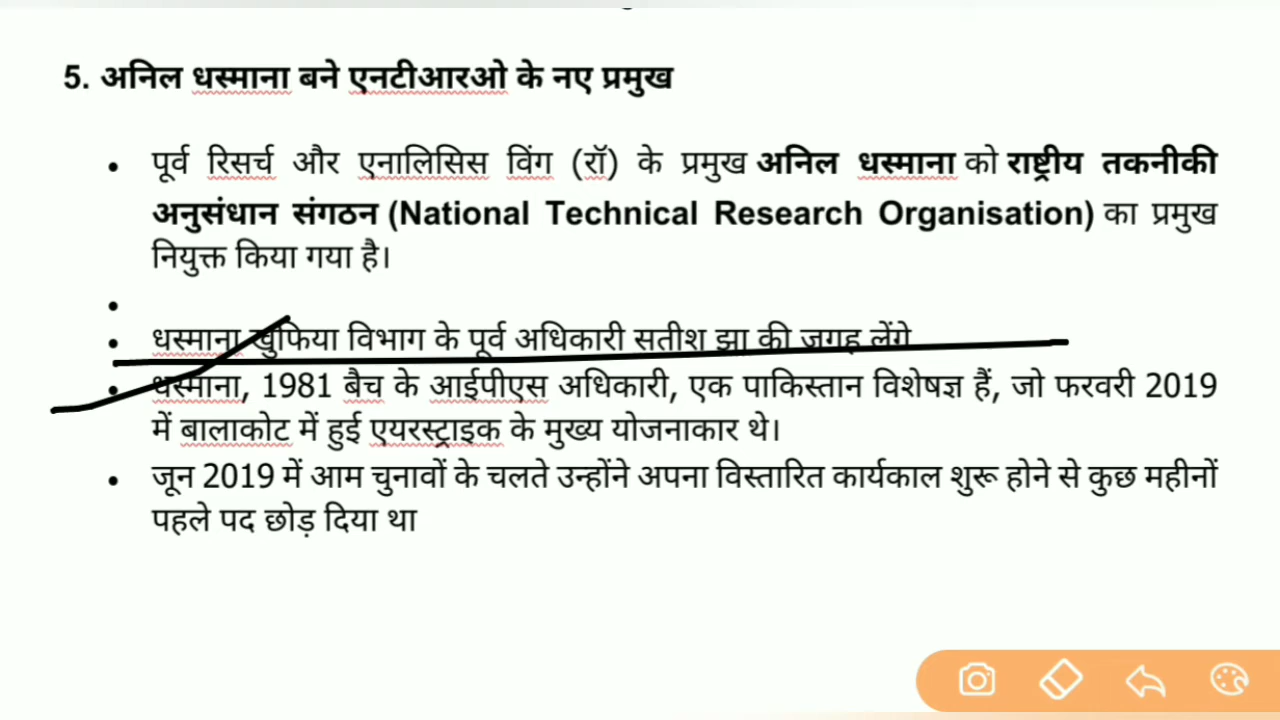 5. अनिल धस्माना बने एनटीआरओ के नए प्रमुख
• पूर्व रिसर्च और एनालिसिस विंग (रॉ) के प्रमुख अनिल धस्माना को राष्ट्रीय तकनीकी
अनुसंधान संगठन (National Technical Research Organisation) का प्रमुख
नियुक्त किया गया है।
•
• धस्माना खुफिया विभाग के पूर्व अधिकारी सतीश झा की जगह लेंगे
• धस्माना, 1981 बैच के आईपीएस अधिकारी, एक पाकिस्तान विशेषज्ञ हैं, जो फरवरी 2019
में बालाकोट में हुई एयरस्ट्राइक के मुख्य योजनाकार थे।
• जून 2019 में आम चुनावों के चलते उन्होंने अपना विस्तारित कार्यकाल शुरू होने से कुछ महीनों
पहले पद छोड़ दिया था